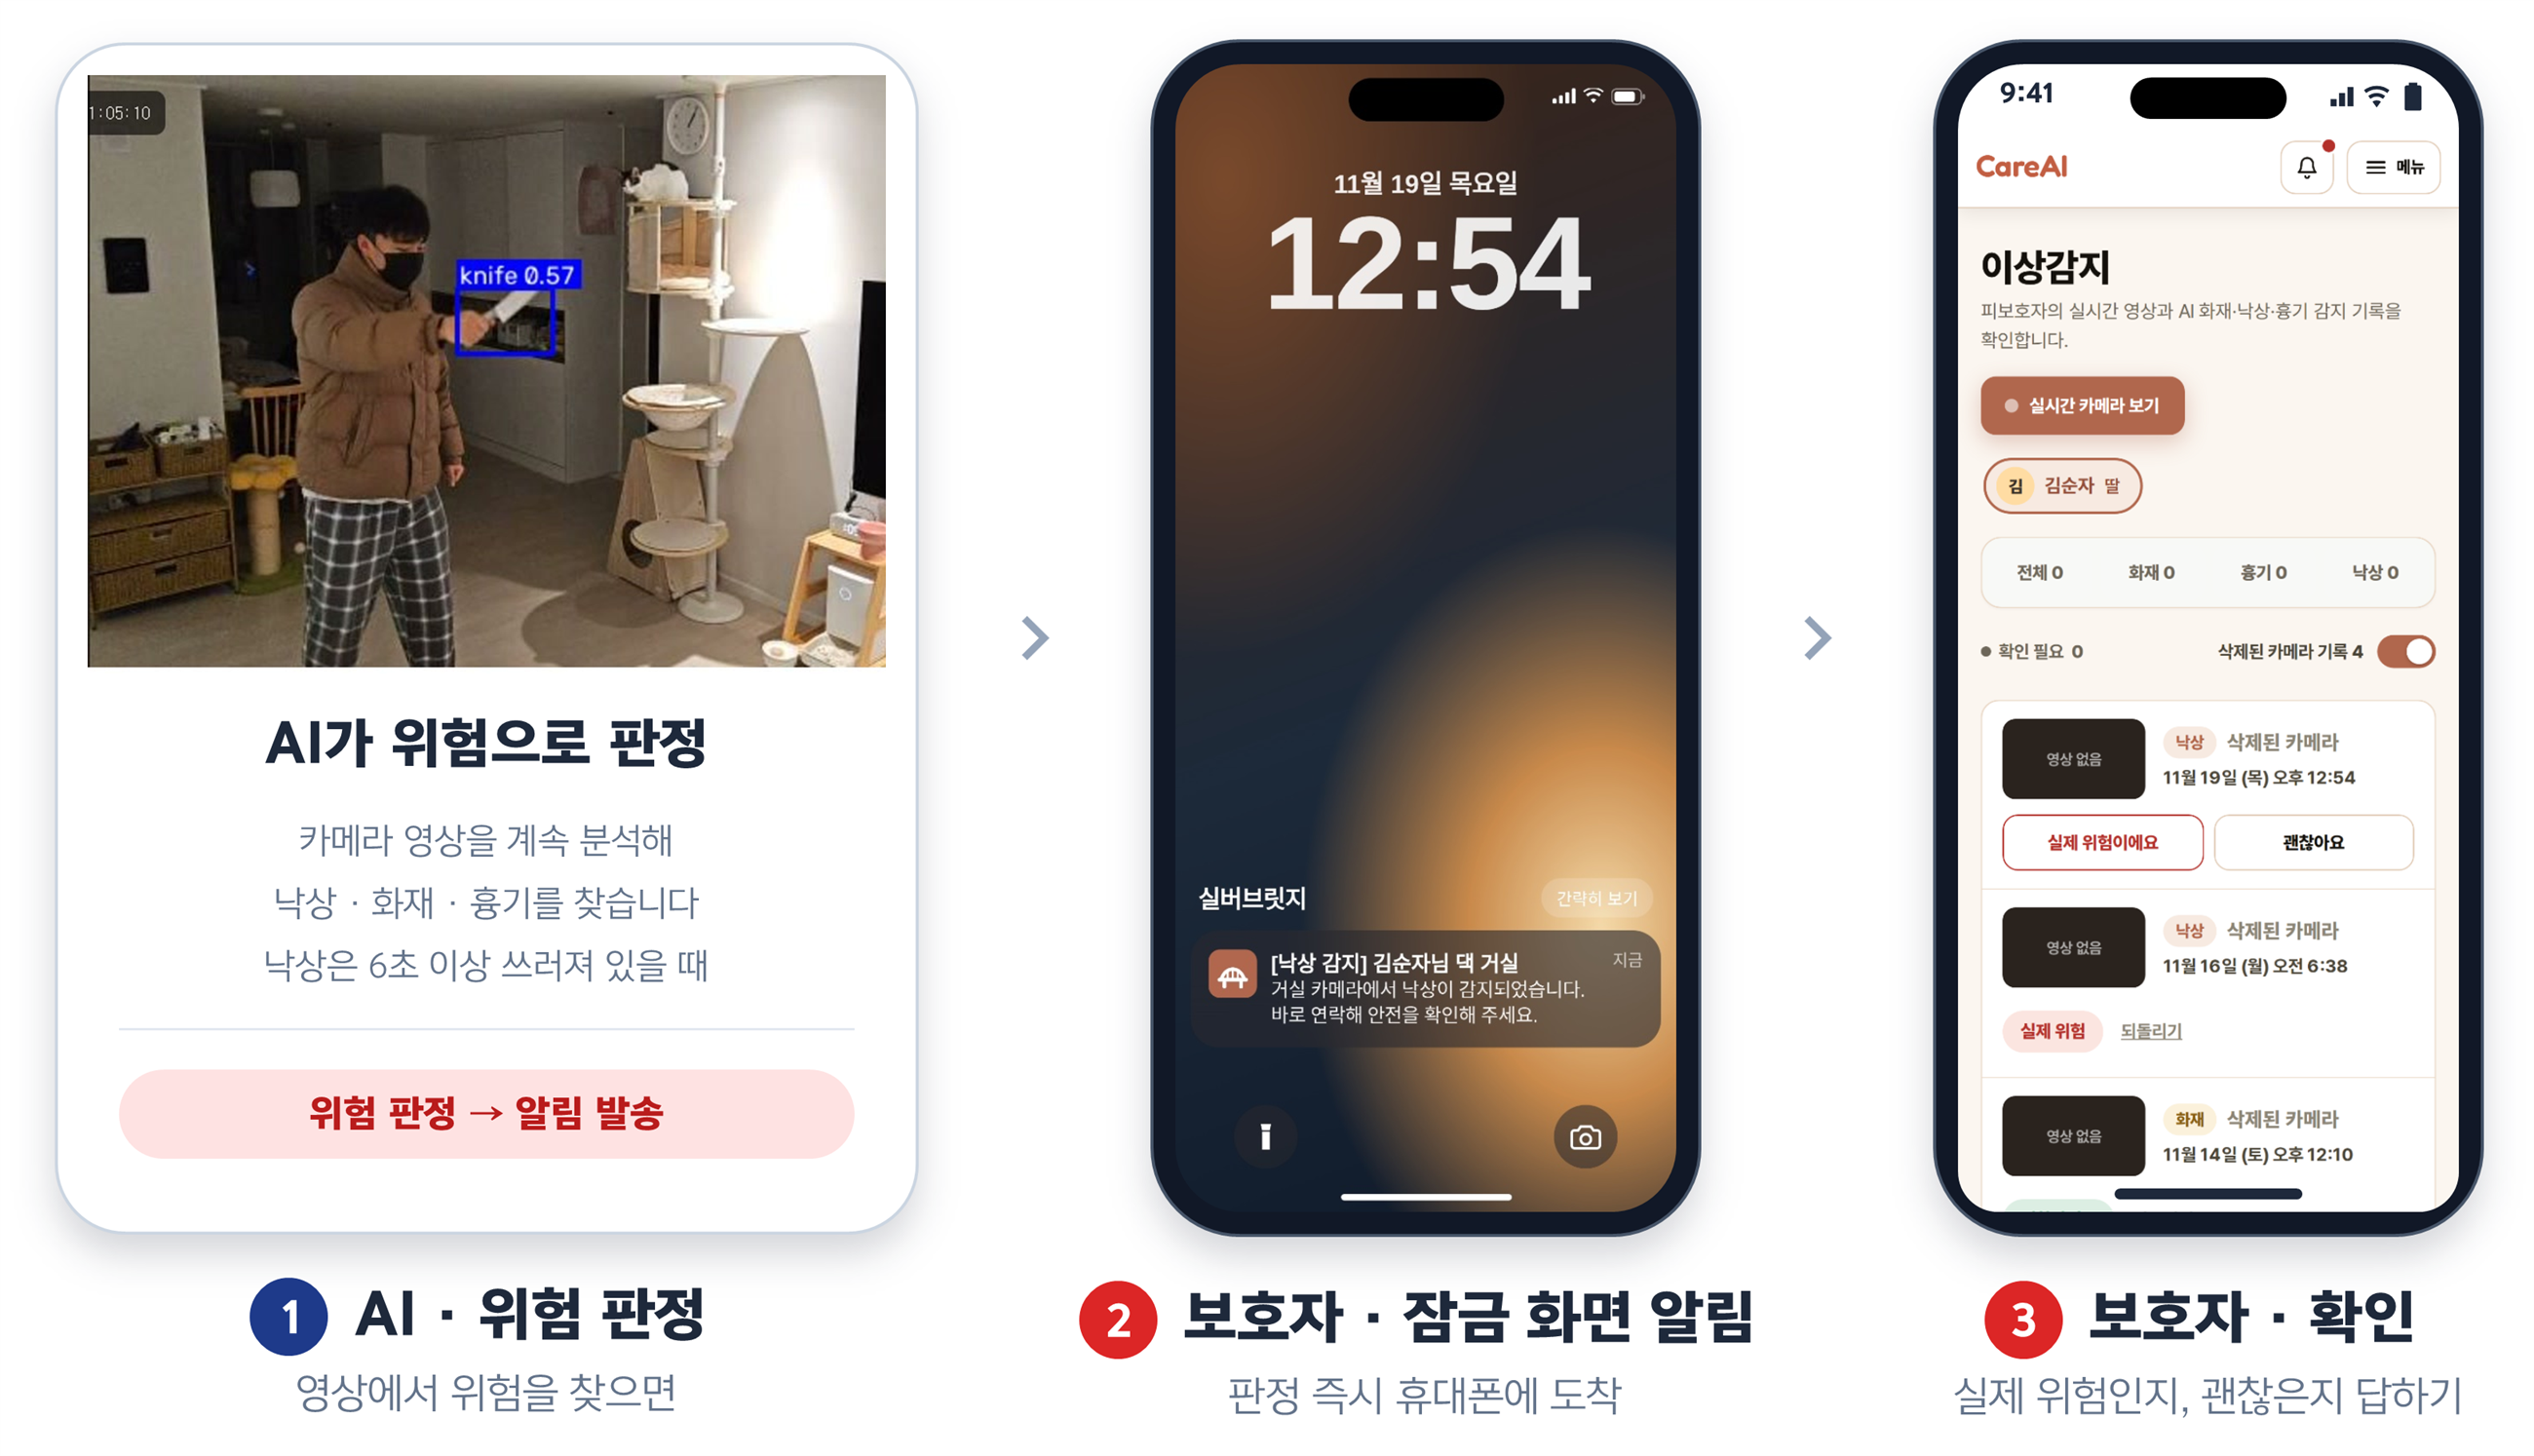 1:05:10
knife 0.57
AI가 위험으로 판정
카메라 영상을 계속 분석해
낙상 · 화재 · 흉기를 찾습니다
낙상은 6초 이상 쓰러져 있을 때
위험 판정 → 알림 발송
1 AI · 위험 판정
영상에서 위험을 찾으면
11월 19일 목요일
12:54
실버브릿지
간략히 보기
[낙상 감지] 김순자님 댁 거실
지금
거실 카메라에서 낙상이 감지되었습니다.
바로 연락해 안전을 확인해 주세요.
2 보호자 · 잠금 화면 알림
판정 즉시 휴대폰에 도착
9:41
CareAI
메뉴
이상감지
피보호자의 실시간 영상과 AI 화재·낙상·흉기 감지 기록을
확인합니다.
실시간 카메라 보기
김 김순자 딸
전체 0 화재 0 흉기 0 낙상 0
확인 필요 0 삭제된 카메라 기록 4
영상 없음
낙상 삭제된 카메라
11월 19일 (목) 오후 12:54
실제 위험이에요 괜찮아요
영상 없음
낙상 삭제된 카메라
11월 16일 (월) 오전 6:38
실제 위험 되돌리기
영상 없음
화재 삭제된 카메라
11월 14일 (토) 오후 12:10
3 보호자 · 확인
실제 위험인지, 괜찮은지 답하기